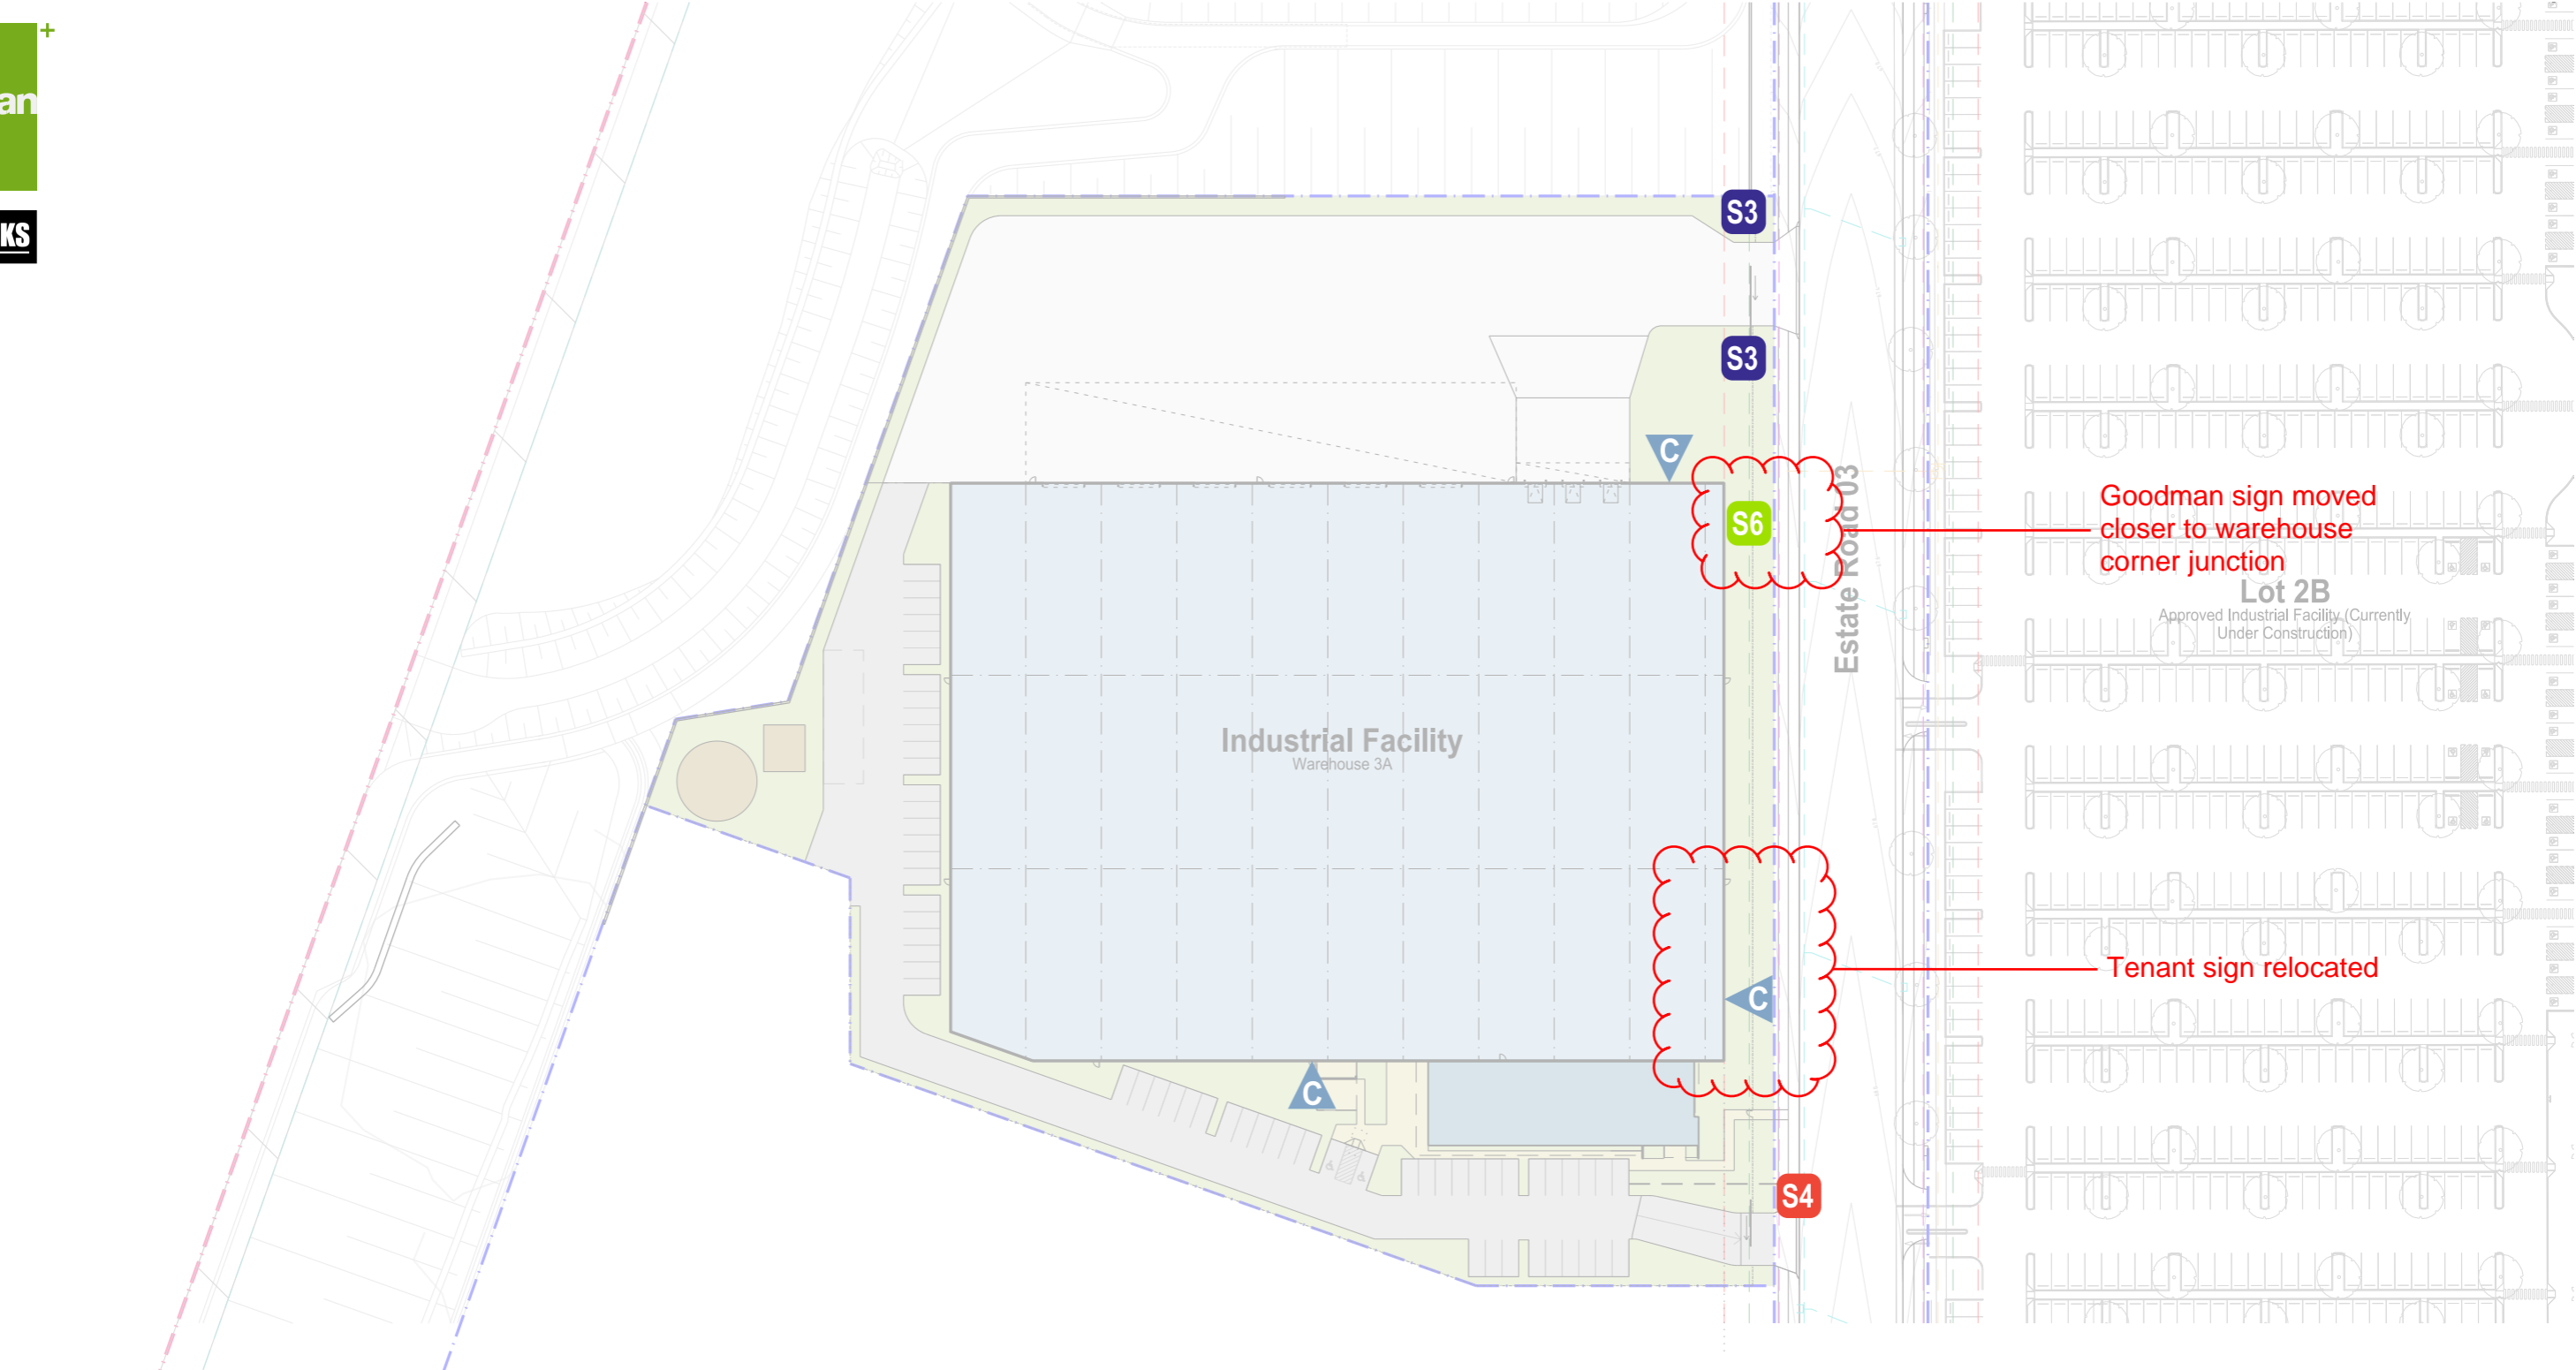 +
an
KS
S3
S3
C
S6
Estate Road 03
Goodman sign moved
closer to warehouse
corner junction
Lot 2B
Approved Industrial Facility (Currently
Under Construction)
Industrial Facility
Warehouse 3A
C
Tenant sign relocated
C
S4